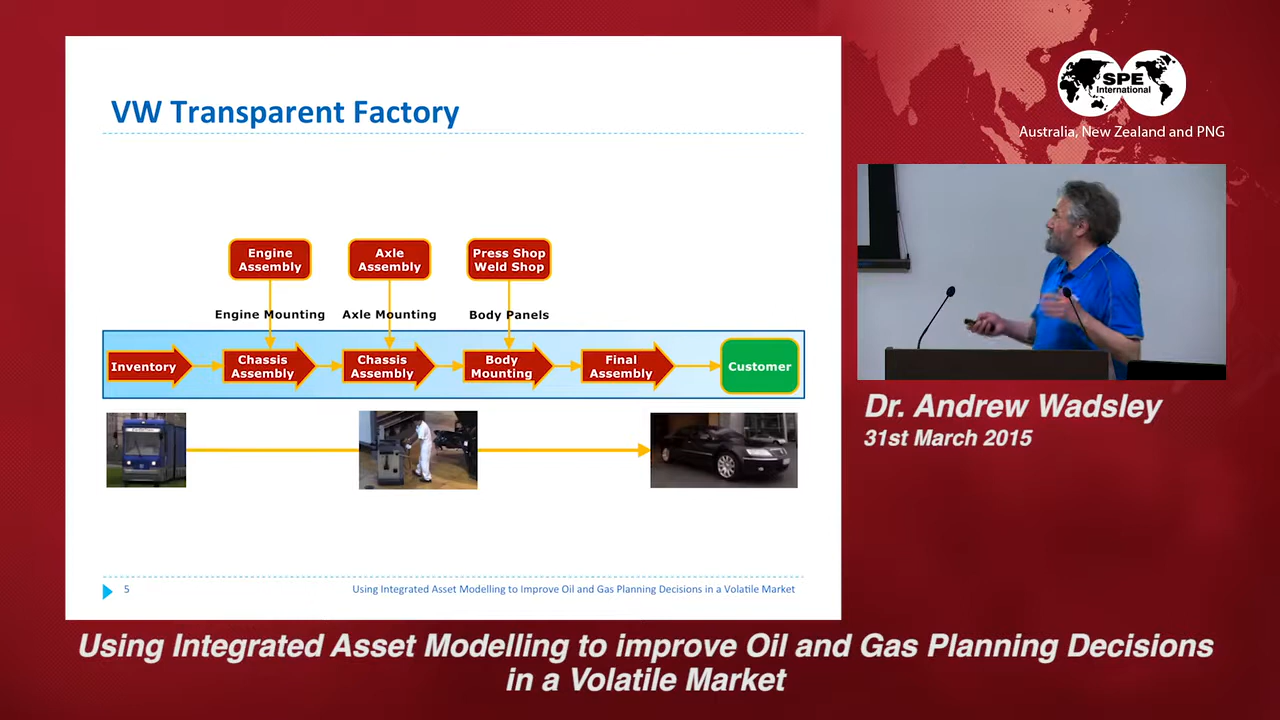 VW Transparent Factory
Engine
Assembly
Axle
Assembly
Press Shop
Weld Shop
Engine Mounting
Axle Mounting
Body Panels
Inventory
Chassis
Assembly
Chassis
Assembly
Body
Mounting
Final
Assembly
Customer
5
Using Integrated Asset Modelling to Improve Oil and Gas Planning Decisions in a Volatile Market
SPE
International
Australia, New Zealand and PNG
Dr. Andrew Wadsley
31st March 2015
Using Integrated Asset Modelling to improve Oil and Gas Planning Decisions
in a Volatile Market